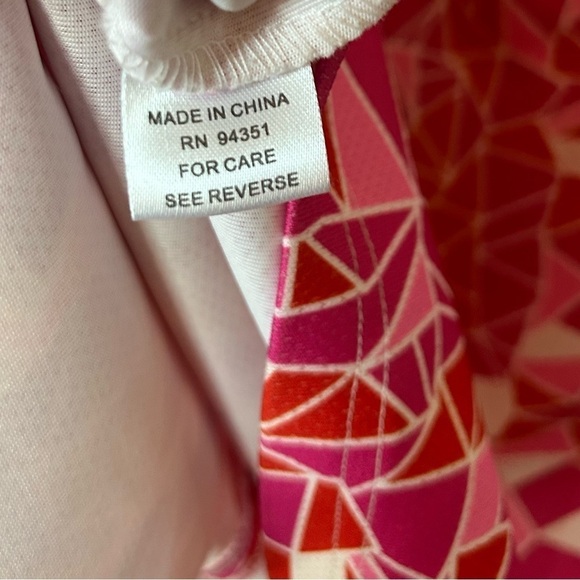 MADE IN CHINA
RN 94351
FOR CARE
SEE REVERSE